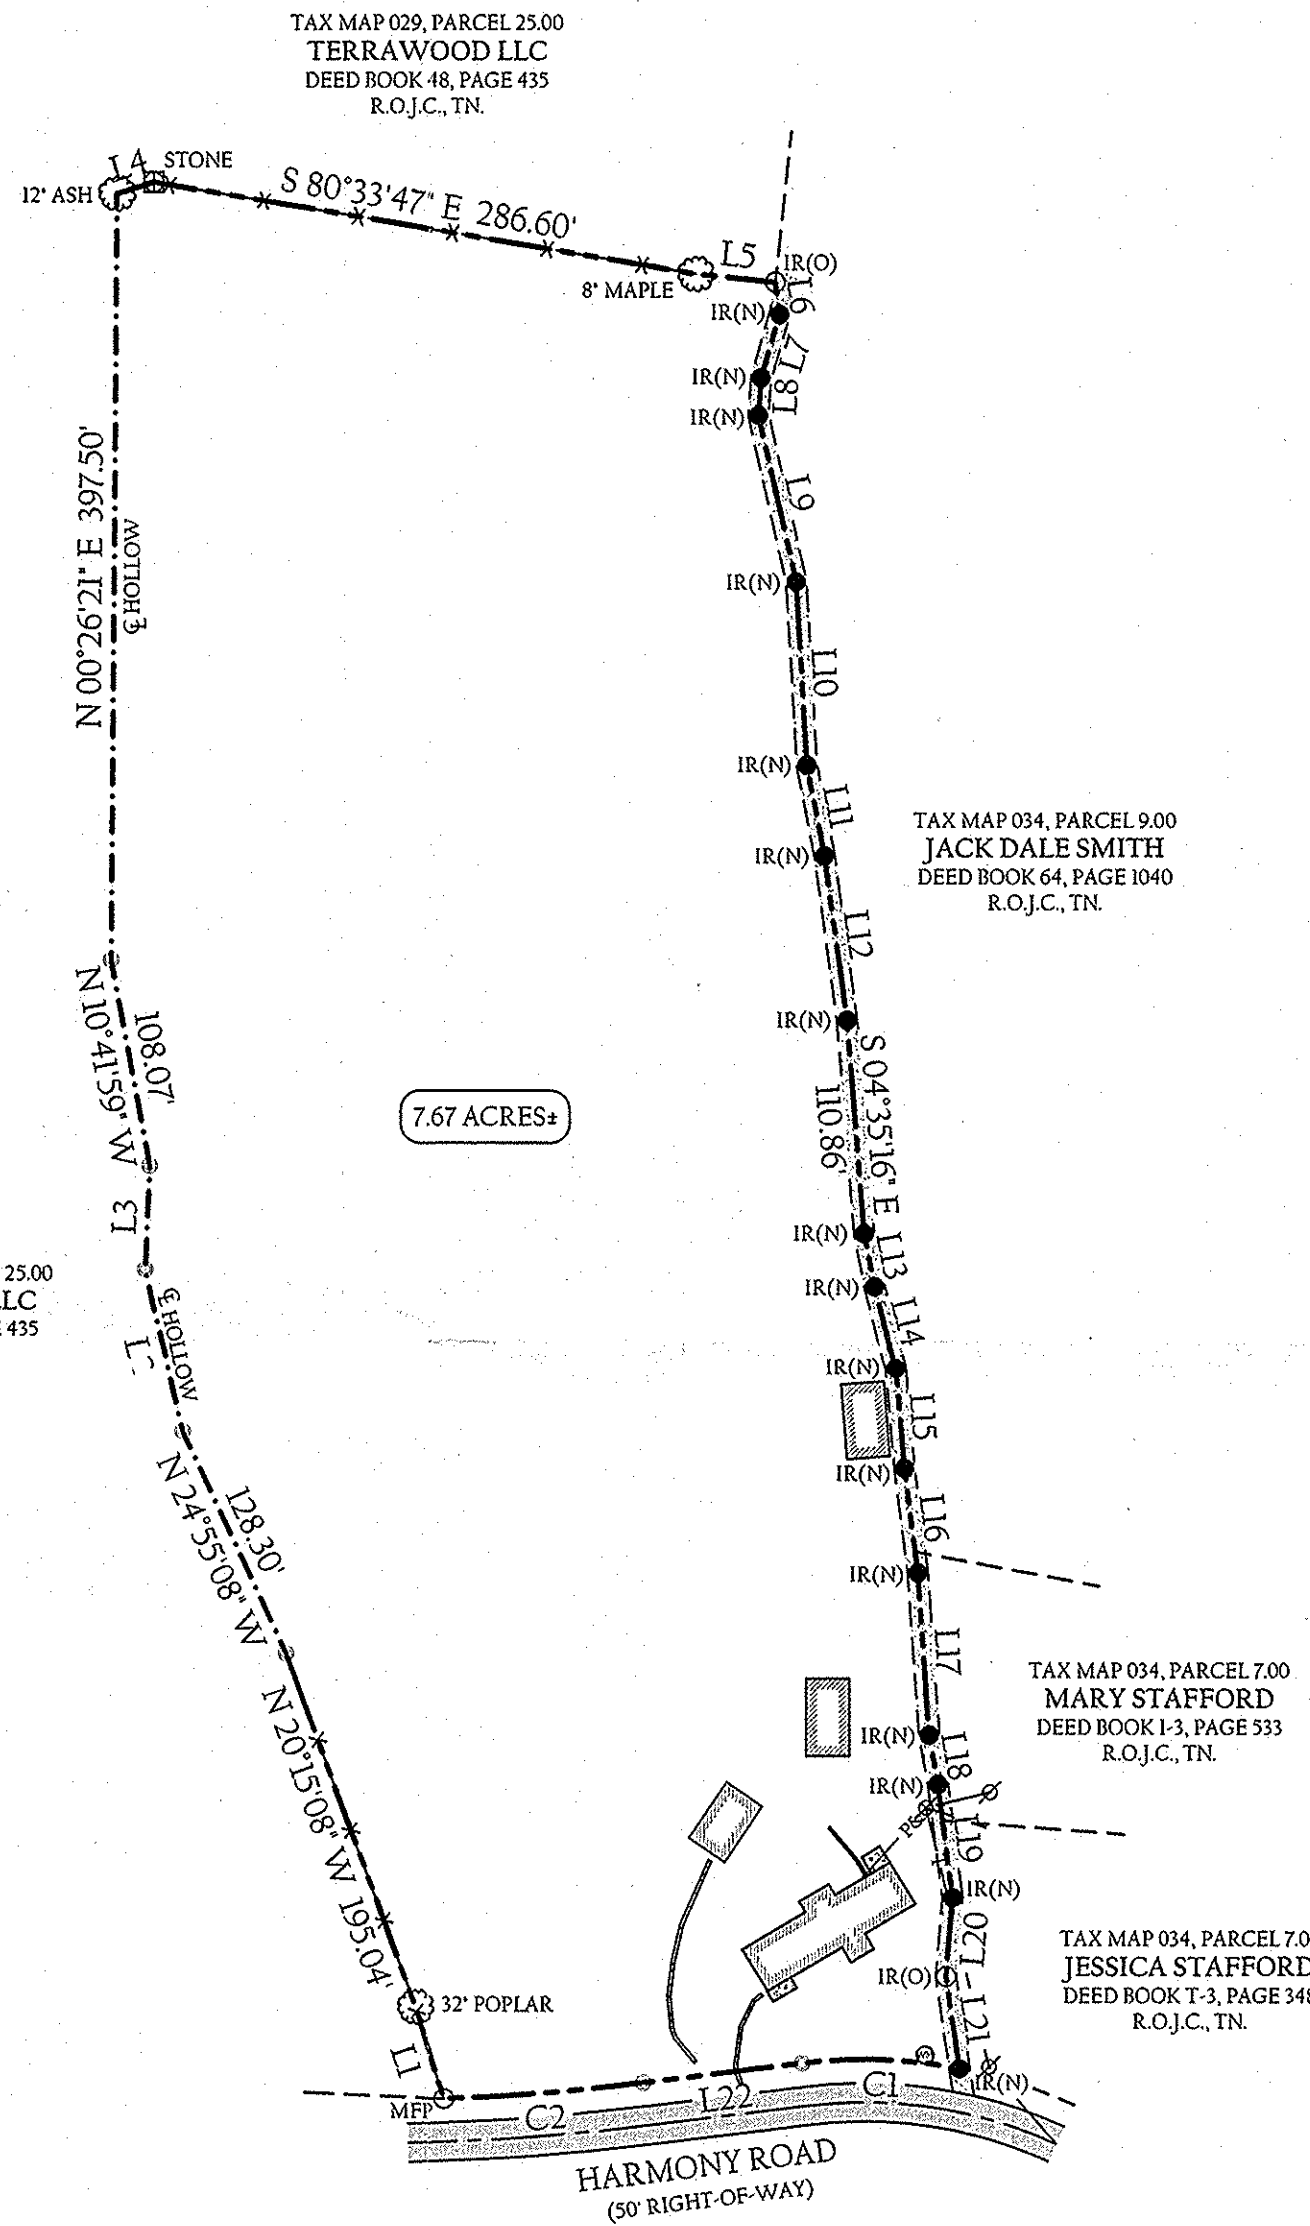 TAX MAP 029, PARCEL 25.00
TERRAWOOD LLC
DEED BOOK 48, PAGE 435
R.O.J.C., TN.
L4 STONE
12" ASH
S 80°33'47" E 286.60'
L5
8" MAPLE
IR(O)
L6
IR(N)
L7
IR(N)
L8
IR(N)
L9
N 00°26'21" E 397.50'
℄ HOLLOW
IR(N)
L10
IR(N)
L11
IR(N)
TAX MAP 034, PARCEL 9.00
JACK DALE SMITH
DEED BOOK 64, PAGE 1040
R.O.J.C., TN.
L12
IR(N)
N 10°41'59" W
108.07'
7.67 ACRES±
S 04°35'16" E
110.86'
L3
IR(N)
L13
IR(N)
L14
25.00
LLC
435
℄ HOLLOW
IR(N)
L15
IR(N)
L16
N 24°55'08" W
128.30'
IR(N)
L17
TAX MAP 034, PARCEL 7.00
MARY STAFFORD
DEED BOOK I-3, PAGE 533
R.O.J.C., TN.
N 20°15'08" W 195.04'
IR(N)
L18
IR(N)
L19
IR(N)
L20
TAX MAP 034, PARCEL 7.0
JESSICA STAFFORD
DEED BOOK T-3, PAGE 348
R.O.J.C., TN.
IR(O)
L21
32" POPLAR
L1
MFP
IR(N)
C2
L22
C1
HARMONY ROAD
(50' RIGHT-OF-WAY)